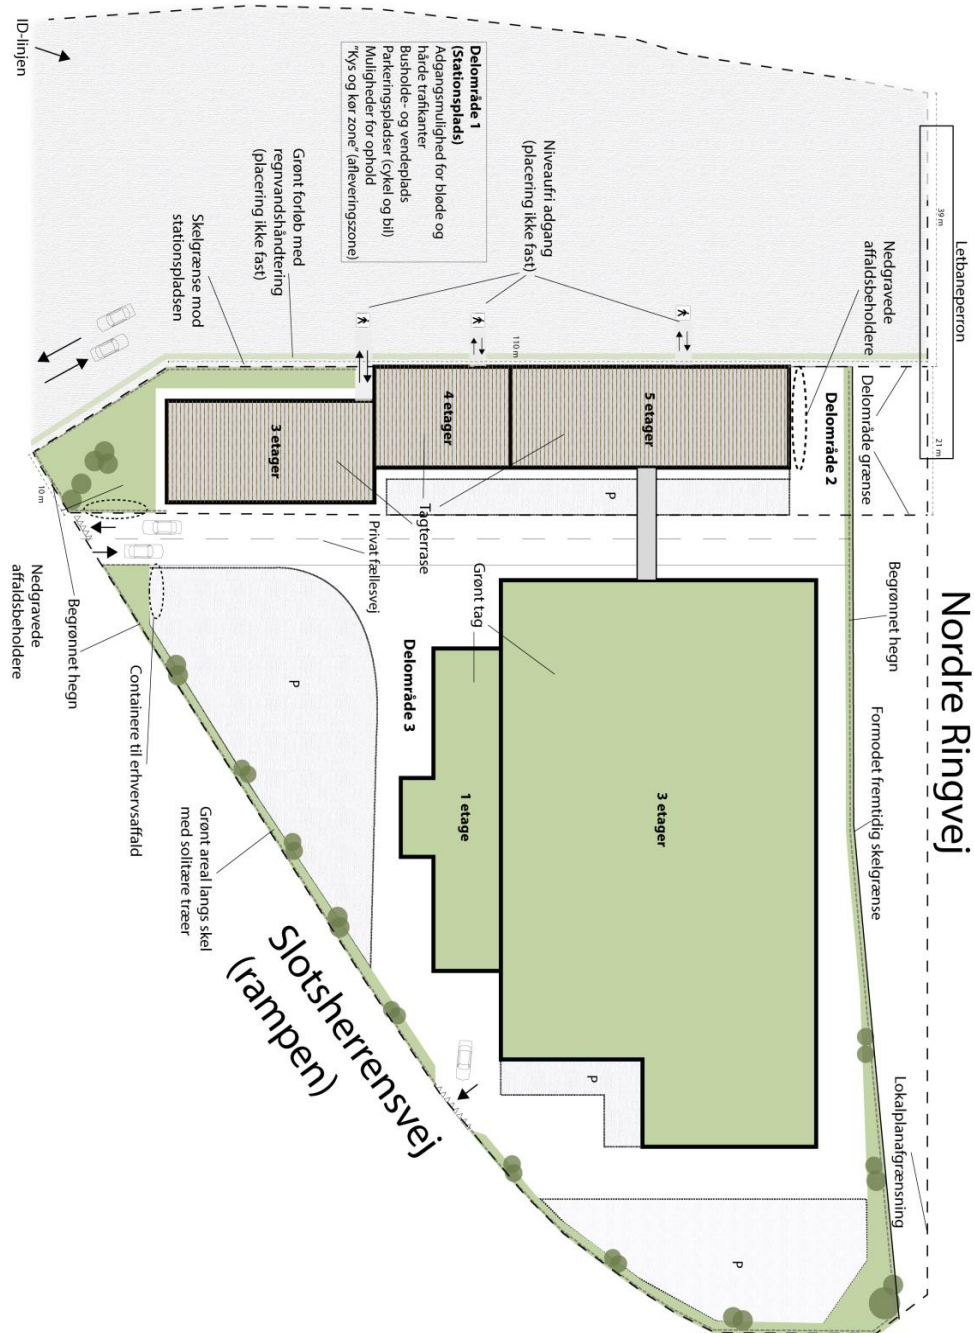 Nordre Ringvej
Letbaneperron
39 m
21 m
Delområde grænse
Begrønnet hegn
Formodet fremtidig skelgrænse
Lokalplanafgrænsning
Nedgravede
affaldsbeholdere
Delområde 2
Niveaufri adgang
(placering ikke fast)
Delområde 1
(Stationsplads)
Adgangsmulighed for bløde og
hårde trafikanter
Busholde- og vendeplads
Parkeringspladser (cykel og bil)
Muligheder for ophold
"Kys og kør zone" (afleveringszone)
ID-linjen
Grønt forløb med
regnvandshåndtering
(placering ikke fast)
Skelgrænse mod
stationspladsen
110 m
5 etager
4 etager
3 etager
P
Tagterrasse
Privat fællesvej
Grønt tag
3 etager
1 etage
Delområde 3
P
P
P
10 m
Nedgravede
affaldsbeholdere
Begrønnet hegn
Containere til erhvervsaffald
Grønt areal langs skel
med solitære træer
Slotsherrensvej
(rampen)